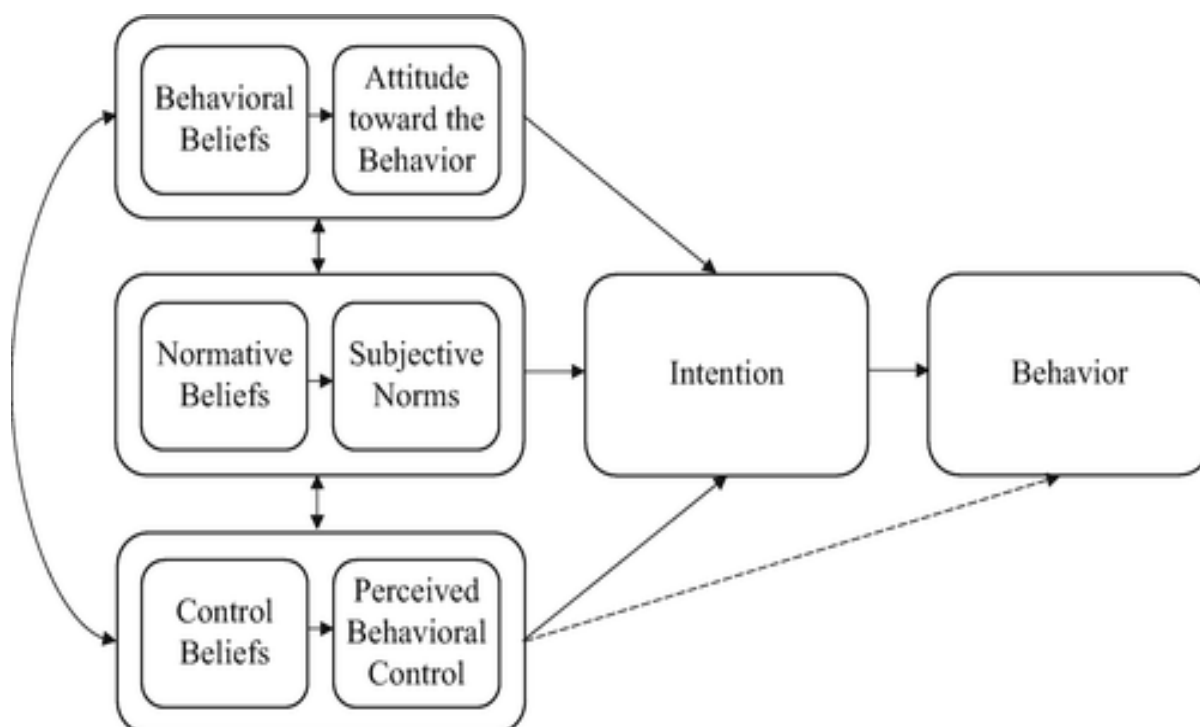 Behavioral
Beliefs
Attitude
toward the
Behavior
Normative
Beliefs
Subjective
Norms
Intention
Behavior
Control
Beliefs
Perceived
Behavioral
Control